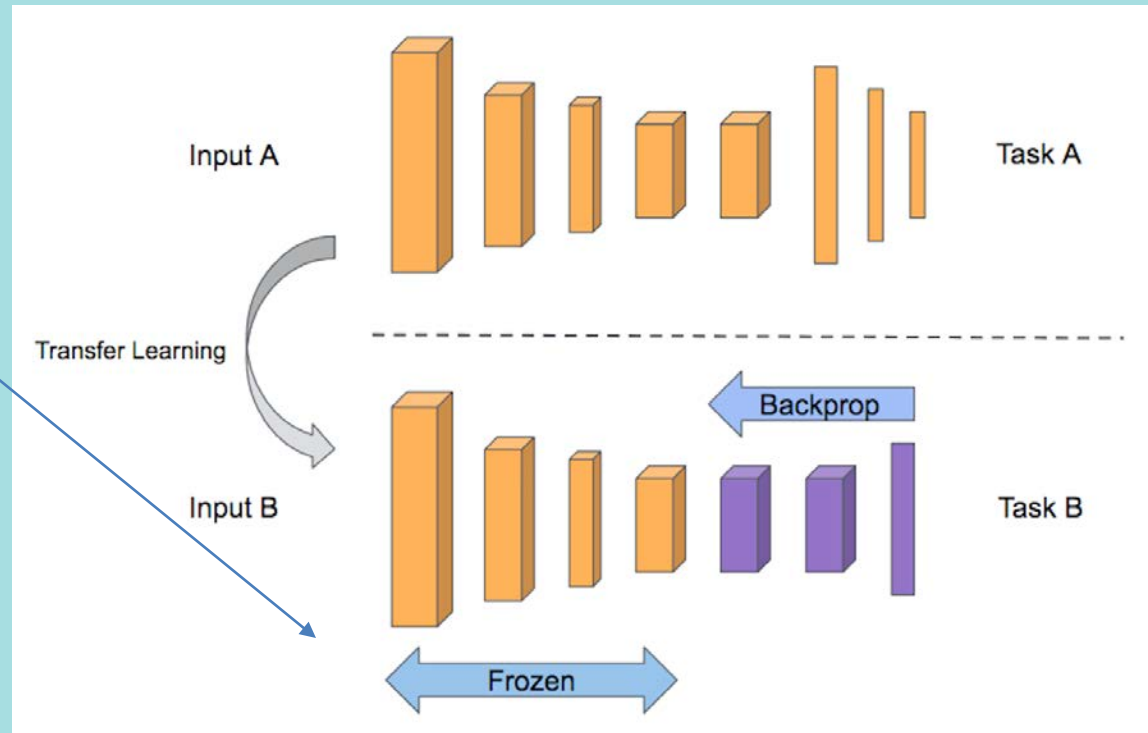 Input A
Task A
Transfer Learning
Backprop
Input B
Task B
Frozen